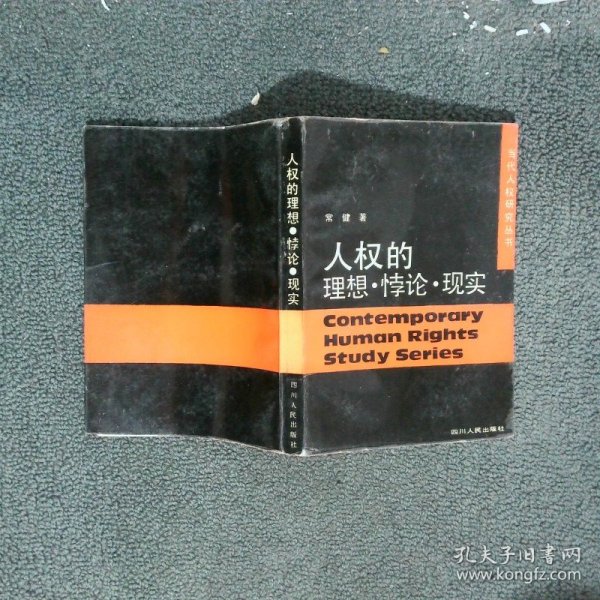 人权的理想•悖论•现实
四川人民出版社
当代人权研究丛书
常健 著
人权的
理想·悖论·现实
Contemporary
Human Rights
Study Series
四川人民出版社
孔夫子旧书网
www.kongfz.com